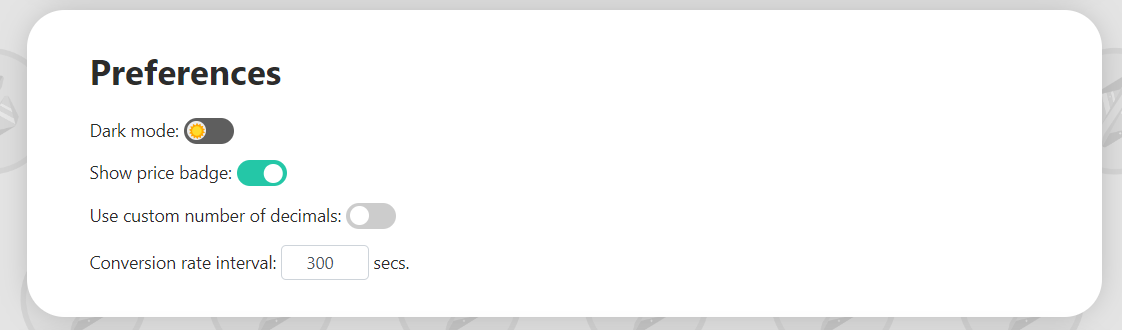 Preferences
Dark mode:
Show price badge:
Use custom number of decimals:
Conversion rate interval: 300 secs.